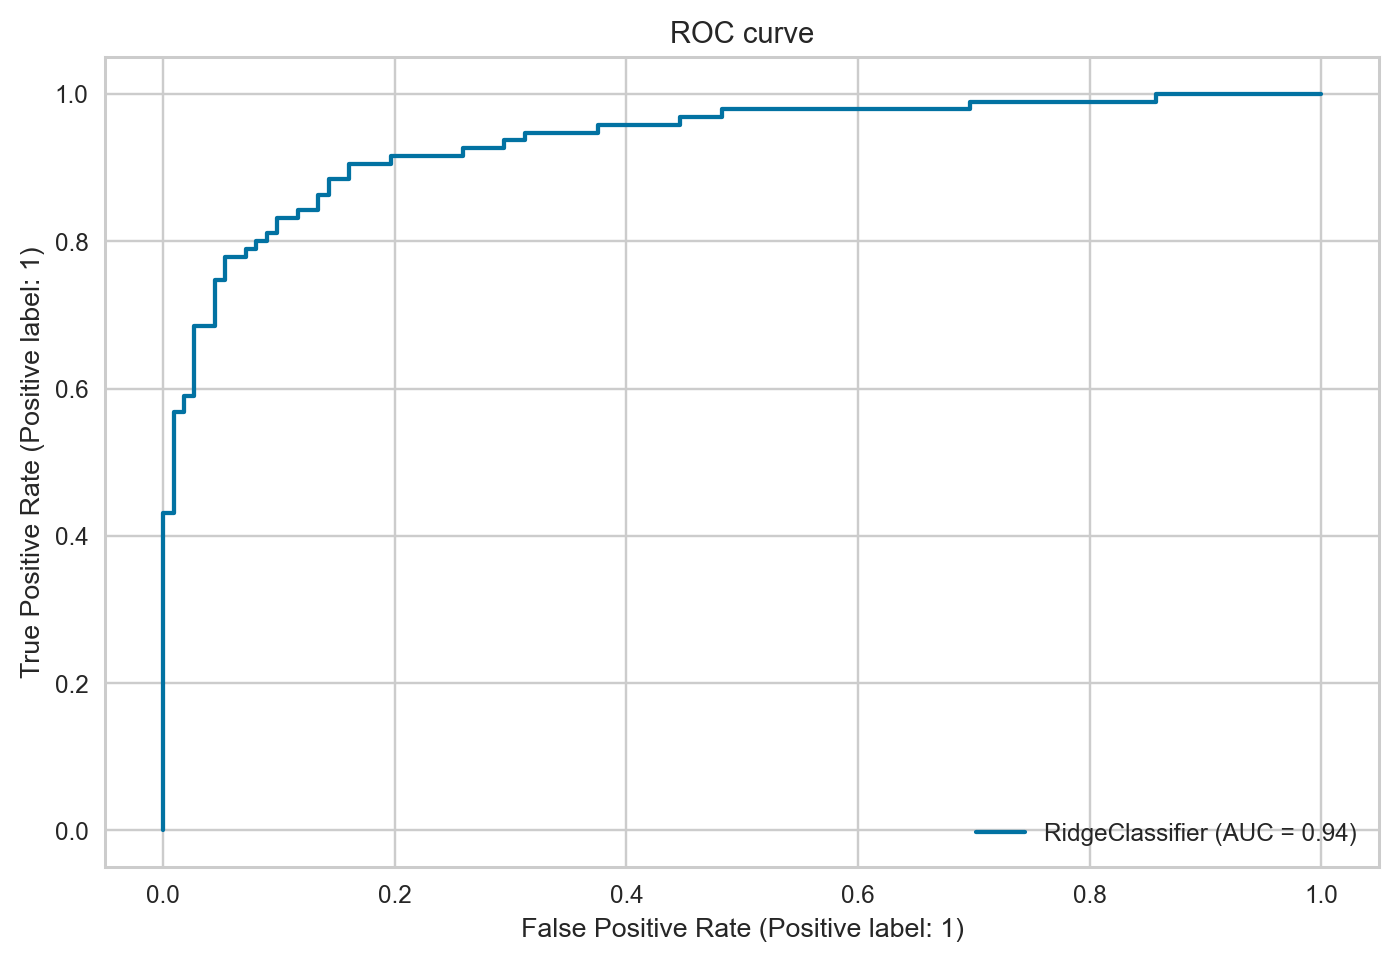 ROC curve
1.0
0.8
0.6
0.4
0.2
0.0
True Positive Rate (Positive label: 1)
RidgeClassifier (AUC = 0.94)
0.0 0.2 0.4 0.6 0.8 1.0
False Positive Rate (Positive label: 1)